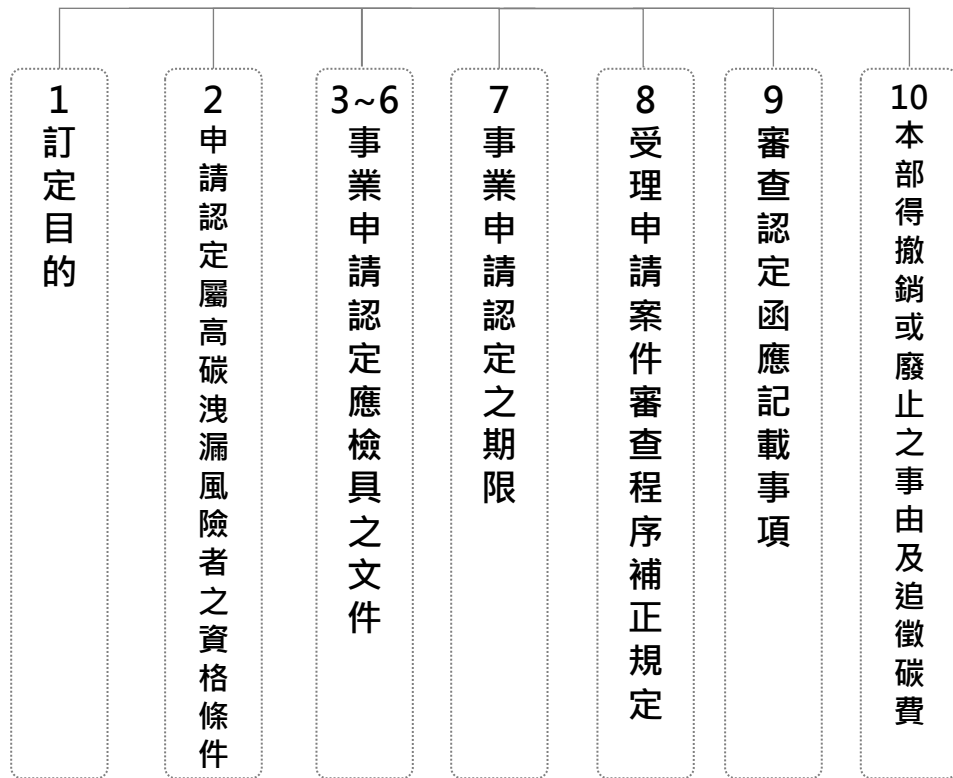 1
訂定目的
2
申請認定屬高碳洩漏風險者之資格條件
3~6
事業申請認定應檢具之文件
7
事業申請認定之期限
8
受理申請案件審查程序補正規定
9
審查認定函應記載事項
10
本部得撤銷或廢止之事由及追徵碳費